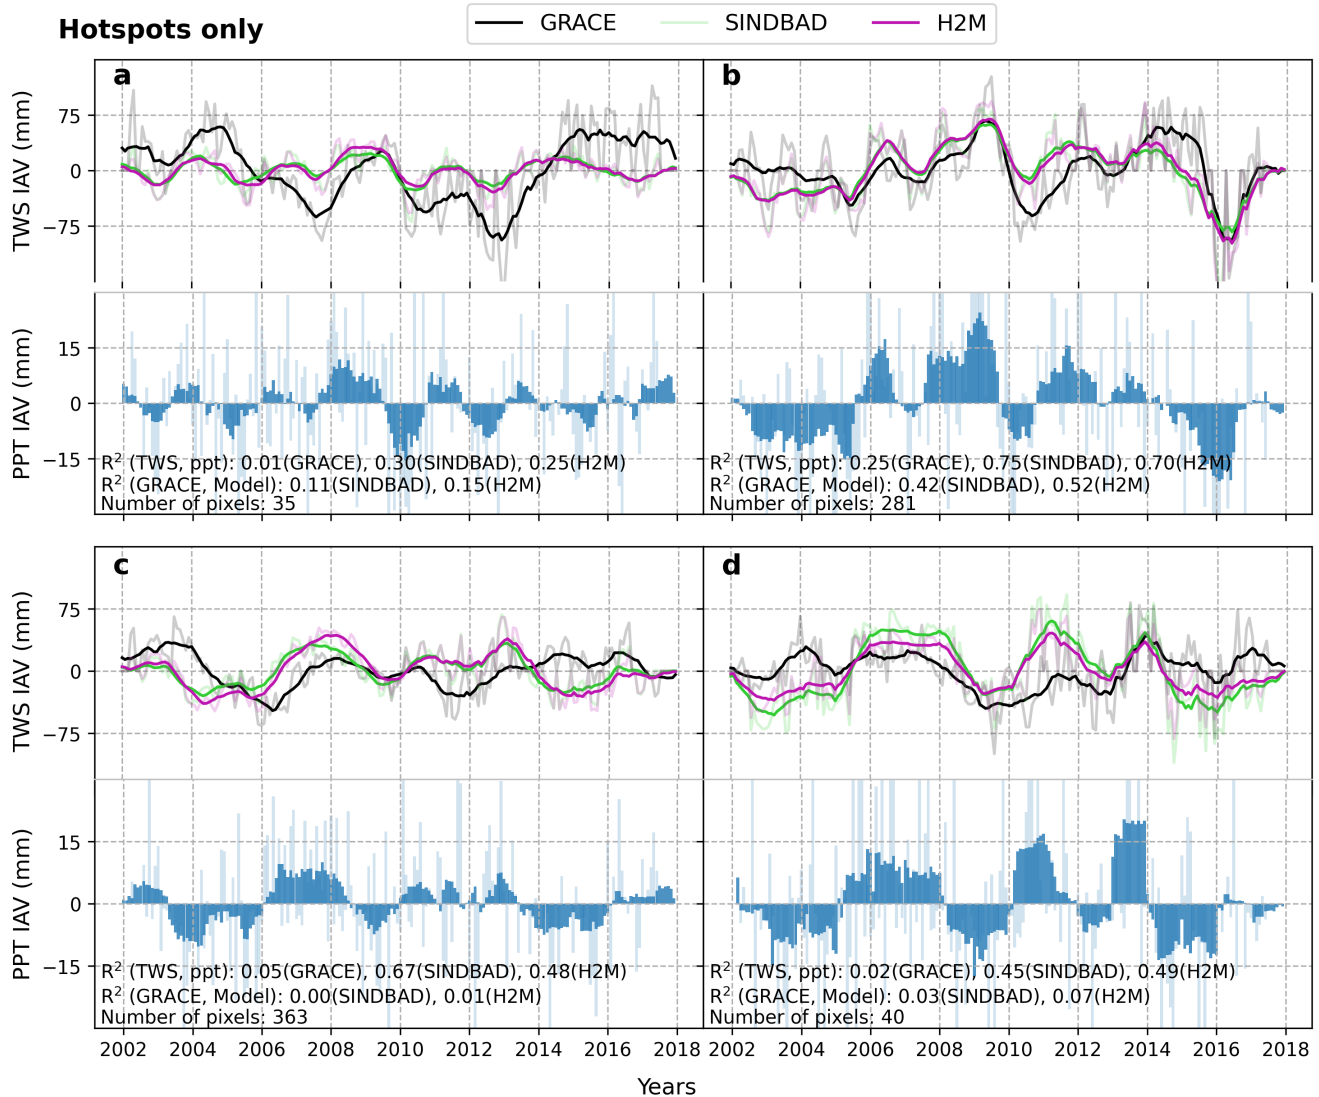 Hotspots only
GRACE SINDBAD H2M
a
b
TWS IAV (mm)
75
0
−75
PPT IAV (mm)
15
0
−15
R² (TWS, ppt): 0.01(GRACE), 0.30(SINDBAD), 0.25(H2M)
R² (GRACE, Model): 0.11(SINDBAD), 0.15(H2M)
Number of pixels: 35
R² (TWS, ppt): 0.25(GRACE), 0.75(SINDBAD), 0.70(H2M)
R² (GRACE, Model): 0.42(SINDBAD), 0.52(H2M)
Number of pixels: 281
c
d
TWS IAV (mm)
75
0
−75
PPT IAV (mm)
15
0
−15
R² (TWS, ppt): 0.05(GRACE), 0.67(SINDBAD), 0.48(H2M)
R² (GRACE, Model): 0.00(SINDBAD), 0.01(H2M)
Number of pixels: 363
R² (TWS, ppt): 0.02(GRACE), 0.45(SINDBAD), 0.49(H2M)
R² (GRACE, Model): 0.03(SINDBAD), 0.07(H2M)
Number of pixels: 40
2002 2004 2006 2008 2010 2012 2014 2016 2018 2002 2004 2006 2008 2010 2012 2014 2016 2018
Years